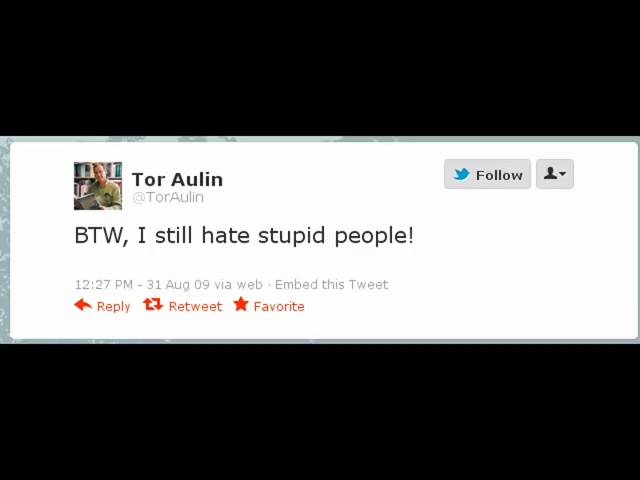 Tor Aulin
@TorAulin
Follow
BTW, I still hate stupid people!
12:27 PM - 31 Aug 09 via web · Embed this Tweet
Reply Retweet Favorite